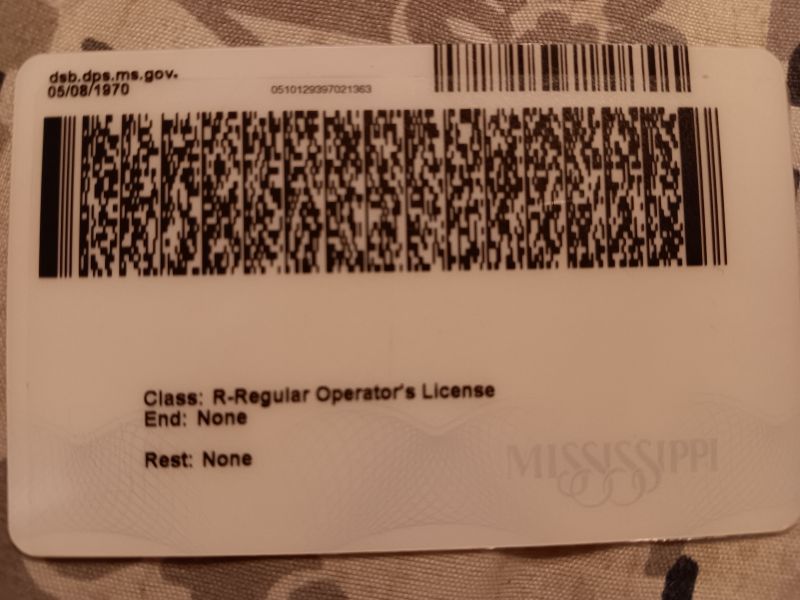 dsb.dps.ms.gov.
05/08/1970
0510129397021363
Class: R-Regular Operator's License
End: None
Rest: None
MISSISSIPPI